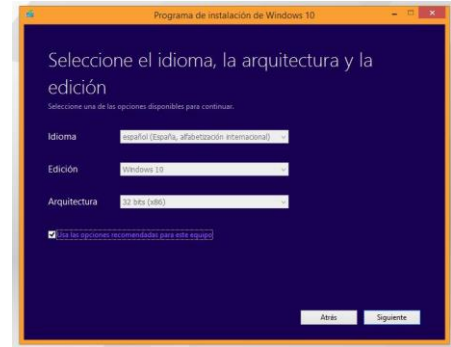 Programa de instalación de Windows 10
Seleccione el idioma, la arquitectura y la
edición
Seleccione una de las opciones disponibles para continuar.
Idioma
español (España, alfabetización internacional)
Edición
Windows 10
Arquitectura
32 bits (x86)
Usa las opciones recomendadas para este equipo
Atrás
Siguiente